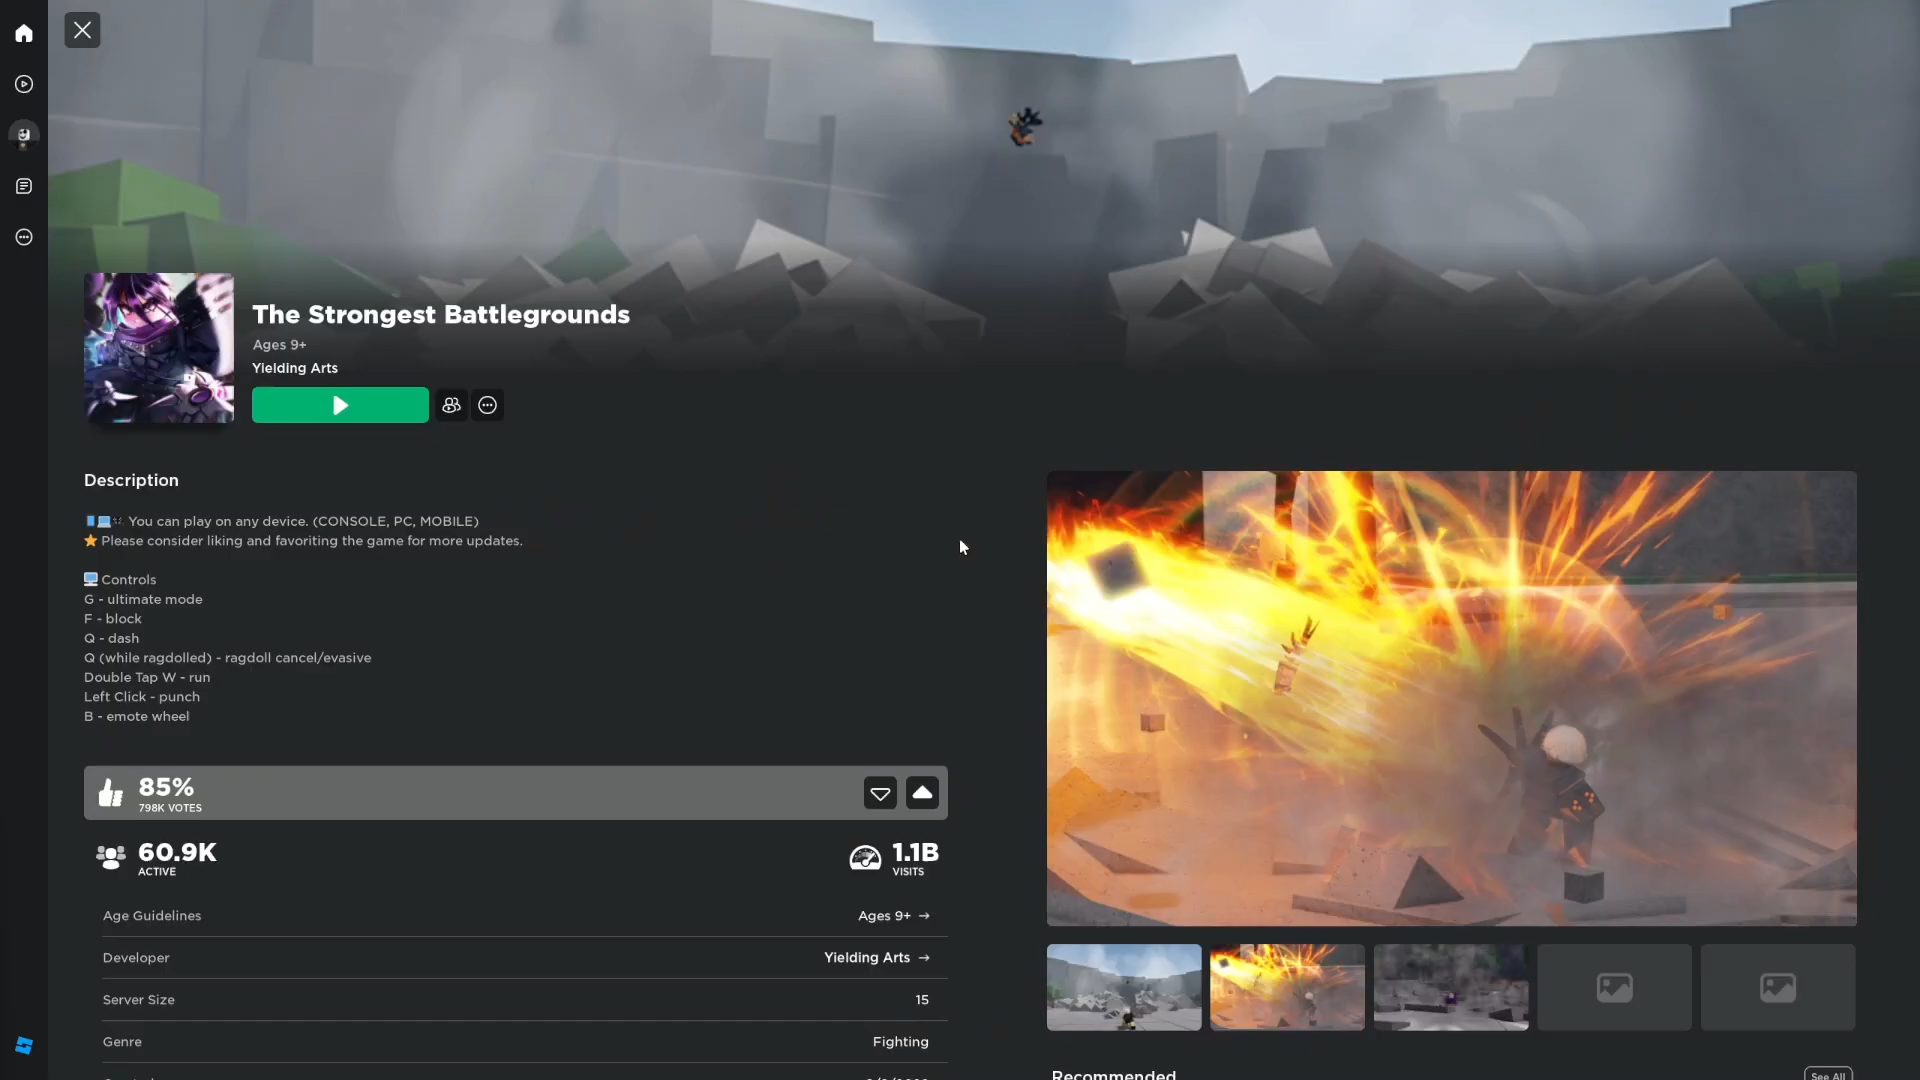 The Strongest Battlegrounds
Ages 9+
Yielding Arts
Description
You can play on any device. (CONSOLE, PC, MOBILE)
Please consider liking and favoriting the game for more updates.
Controls
G - ultimate mode
F - block
Q - dash
Q (while ragdolled) - ragdoll cancel/evasive
Double Tap W - run
Left Click - punch
B - emote wheel
85%
798K VOTES
60.9K
ACTIVE
1.1B
VISITS
Age Guidelines Ages 9+ →
Developer Yielding Arts →
Server Size 15
Genre Fighting
Recommended
See All